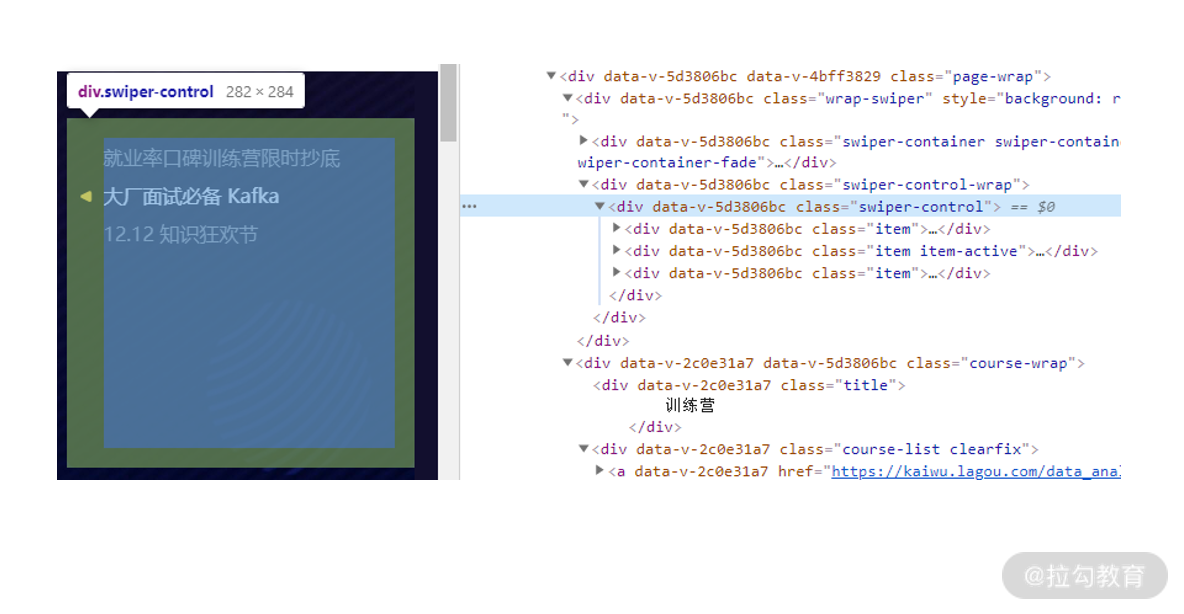 div.swiper-control 282 × 284
就业率口碑训练营限时抄底
大厂面试必备 Kafka
12.12 知识狂欢节
▼<div data-v-5d3806bc data-v-4bff3829 class="page-wrap">
▼<div data-v-5d3806bc class="wrap-swiper" style="background: r
">
▶<div data-v-5d3806bc class="swiper-container swiper-contain
wiper-container-fade">…</div>
▼<div data-v-5d3806bc class="swiper-control-wrap">
… ▼<div data-v-5d3806bc class="swiper-control"> == $0
▶<div data-v-5d3806bc class="item">…</div>
▶<div data-v-5d3806bc class="item item-active">…</div>
▶<div data-v-5d3806bc class="item">…</div>
</div>
</div>
</div>
▼<div data-v-2c0e31a7 data-v-5d3806bc class="course-wrap">
<div data-v-2c0e31a7 class="title">
训练营
</div>
▼<div data-v-2c0e31a7 class="course-list clearfix">
▶<a data-v-2c0e31a7 href="https://kaiwu.lagou.com/data_anal
@拉勾教育